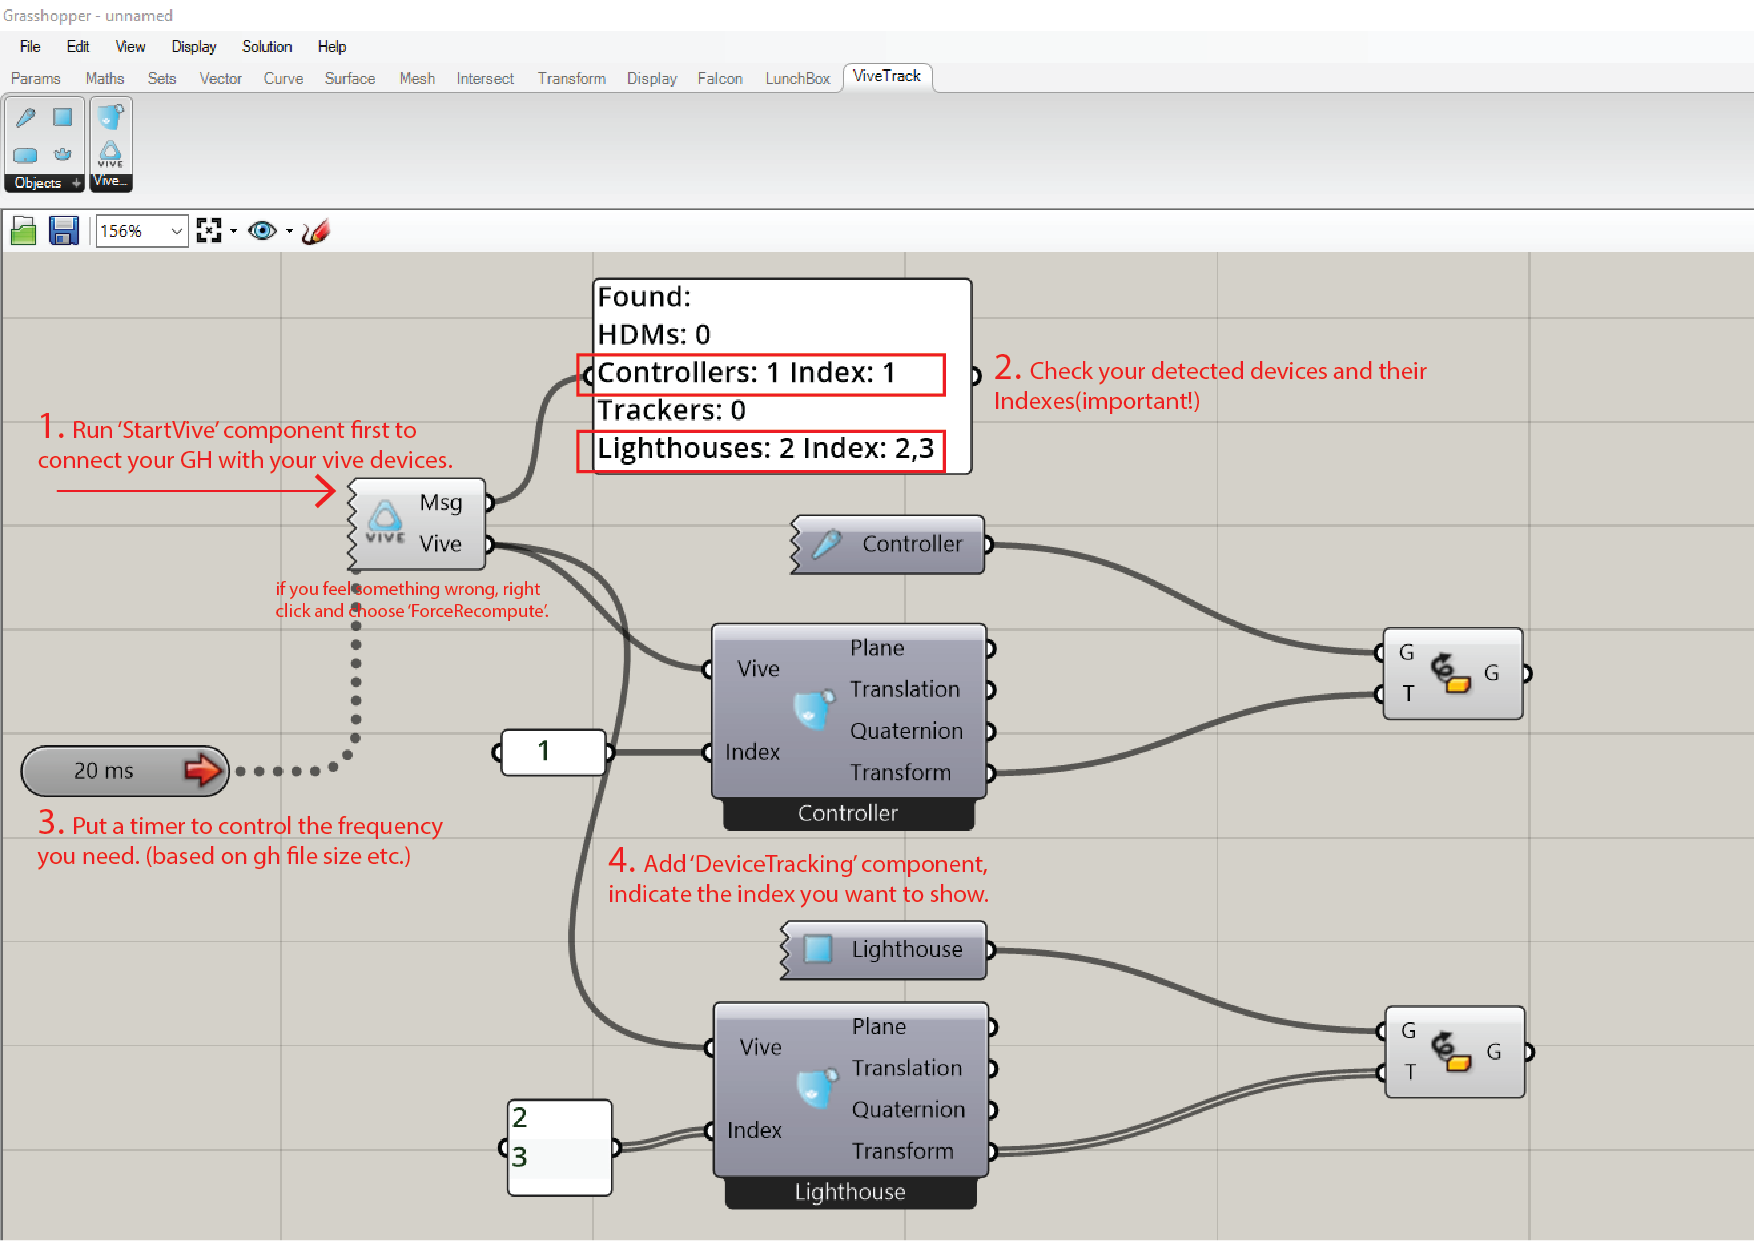 Grasshopper - unnamed
File Edit View Display Solution Help
Params Maths Sets Vector Curve Surface Mesh Intersect Transform Display Falcon LunchBox ViveTrack
VIVE
Objects + Vive...
156%
Found:
HDMs: 0
Controllers: 1 Index: 1
Trackers: 0
Lighthouses: 2 Index: 2,3
2. Check your detected devices and their
Indexes(important!)
1. Run ‘StartVive’ component first to
connect your GH with your vive devices.
VIVE
Msg
Vive
if you feel something wrong, right
click and choose ‘ForceRecompute’.
Controller
Vive
Index
Plane
Translation
Quaternion
Transform
Controller
1
G
T
G
20 ms
3. Put a timer to control the frequency
you need. (based on gh file size etc.)
4. Add ‘DeviceTracking’ component,
indicate the index you want to show.
Lighthouse
Vive
Index
Plane
Translation
Quaternion
Transform
Lighthouse
2
3
G
T
G